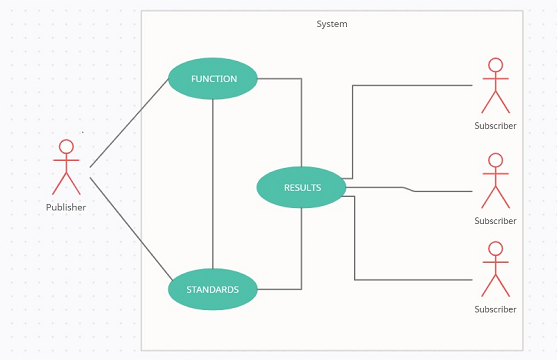 System
FUNCTION
Subscriber
Publisher
RESULTS
Subscriber
STANDARDS
Subscriber